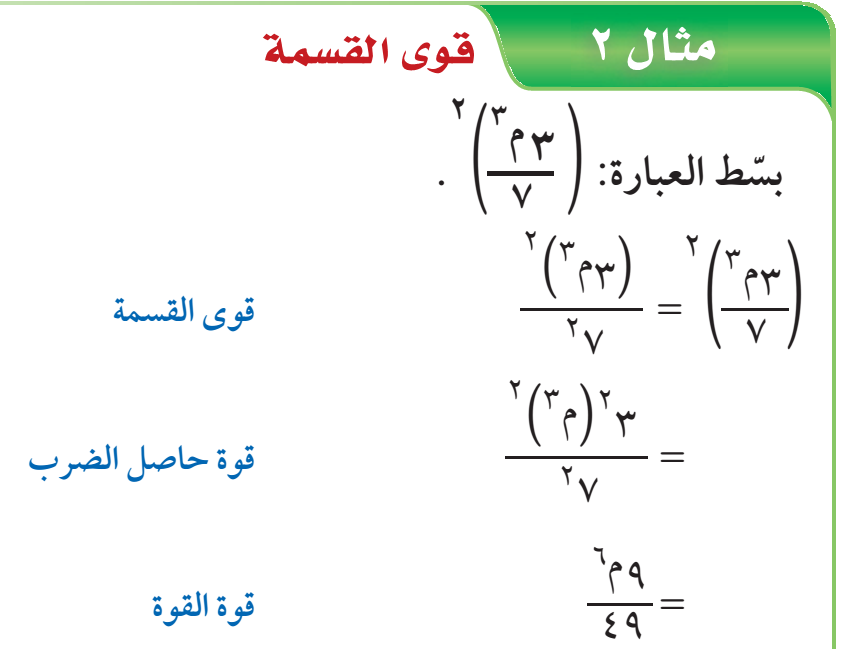 مثال ٢ قوى القسمة
بسّط العبارة: (٣م^٣ / ٧)^٢ .
(٣م^٣ / ٧)^٢ = (٣م^٣)^٢ / ٧^٢ قوى القسمة
= ٣^٢(م^٣)^٢ / ٧^٢ قوة حاصل الضرب
= ٩م^٦ / ٤٩ قوة القوة